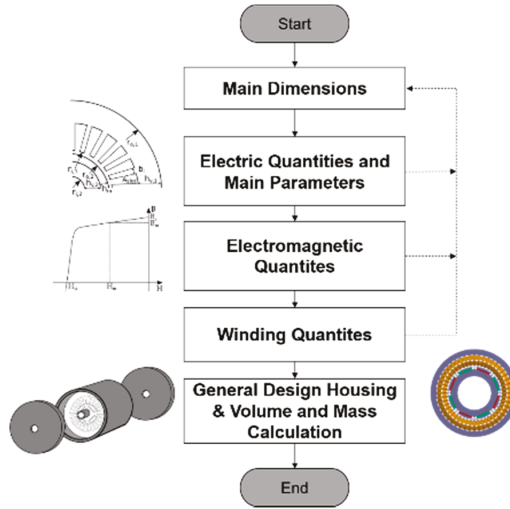 Start
Main Dimensions
Electric Quantities and
Main Parameters
Electromagnetic
Quantites
Winding Quantites
General Design Housing
& Volume and Mass
Calculation
End
B
H